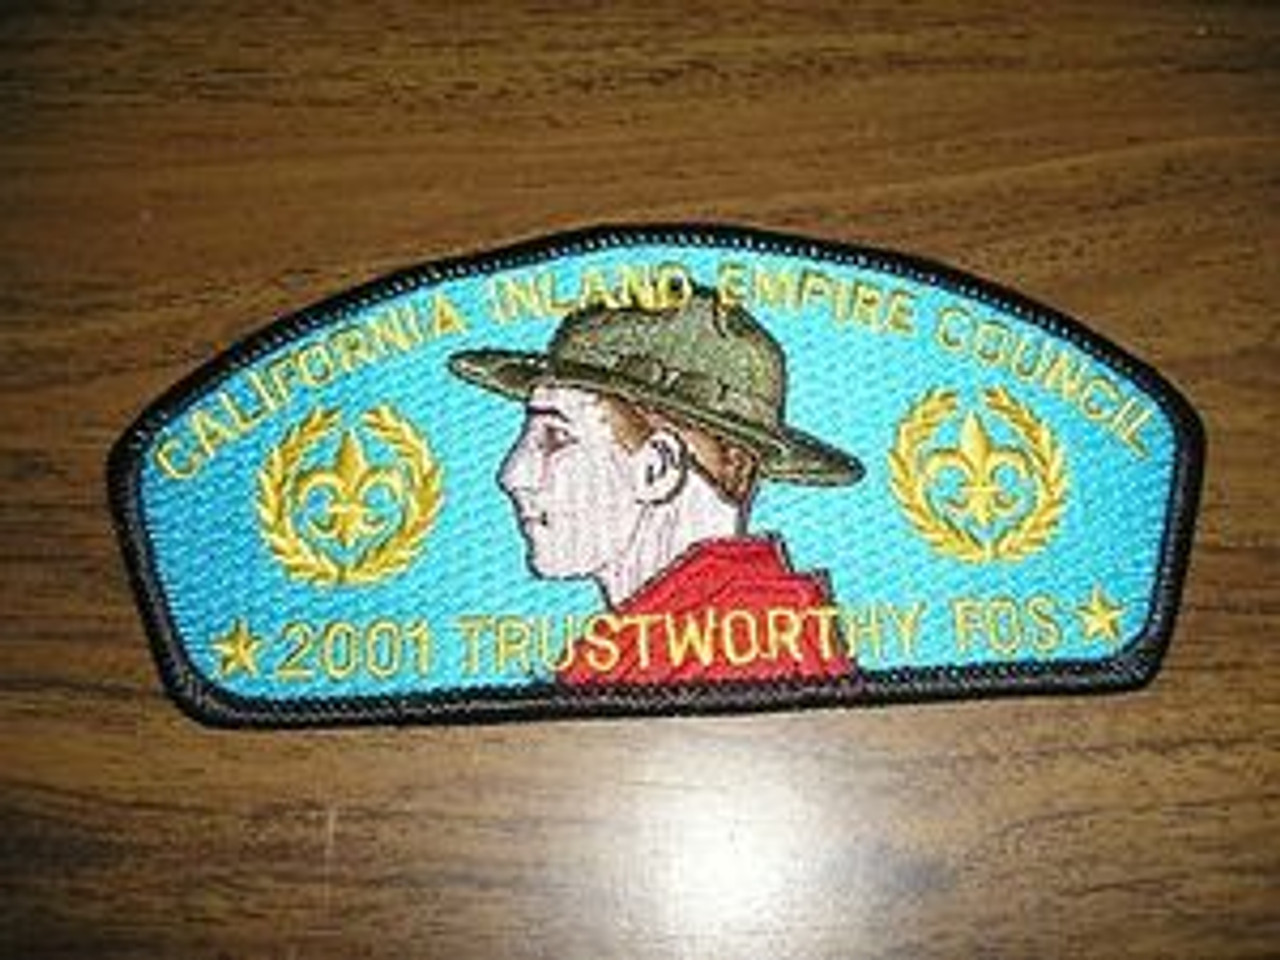 CALIFORNIA INLAND EMPIRE COUNCIL
2001 TRUSTWORTHY FOS